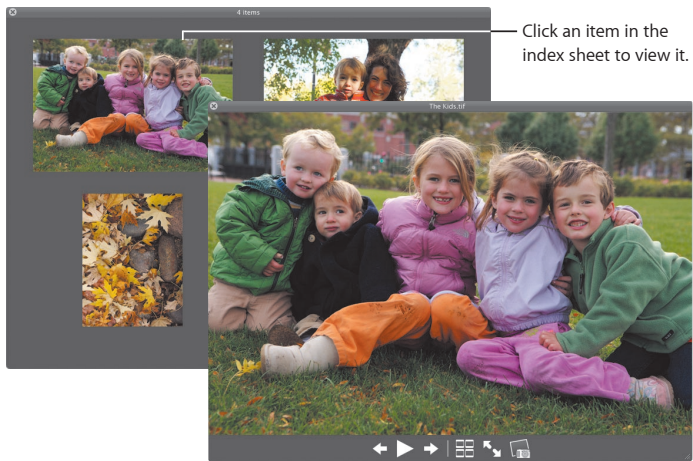 4 items
Click an item in the
index sheet to view it.
The Kids.tif